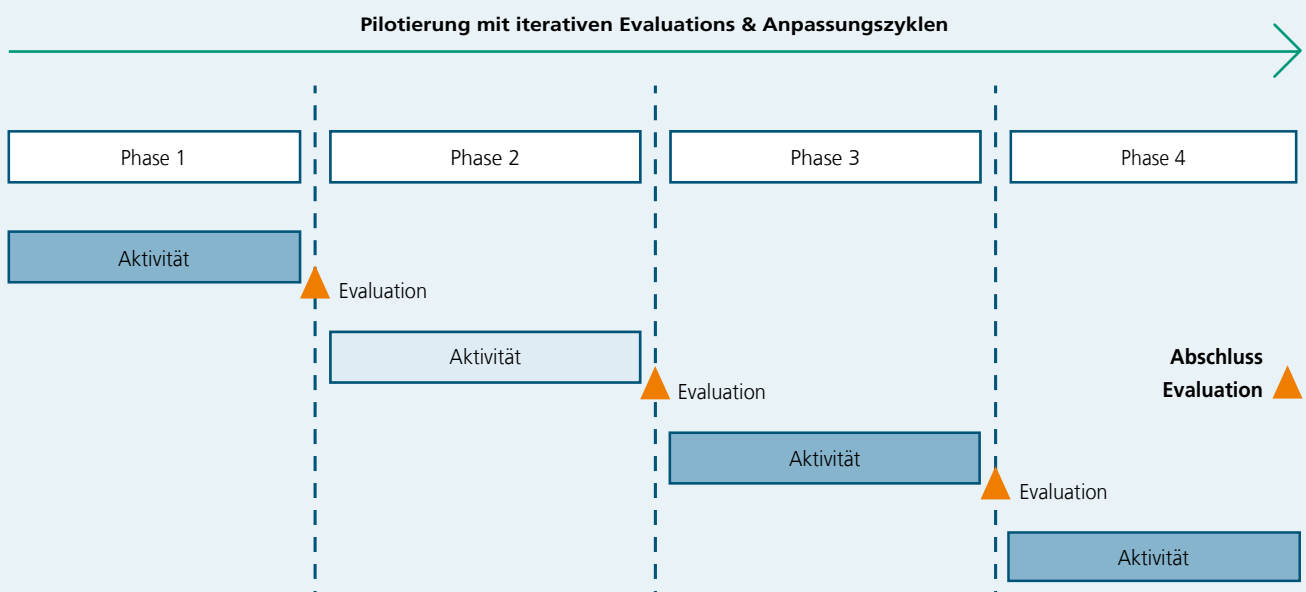 Pilotierung mit iterativen Evaluations & Anpassungszyklen
Phase 1
Phase 2
Phase 3
Phase 4
Aktivität
Evaluation
Aktivität
Evaluation
Abschluss
Evaluation
Aktivität
Evaluation
Aktivität